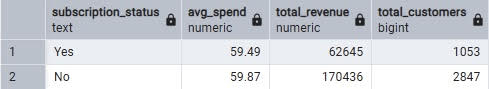 subscription_status avg_spend total_revenue total_customers
text numeric numeric bigint
1 Yes 59.49 62645 1053
2 No 59.87 170436 2847